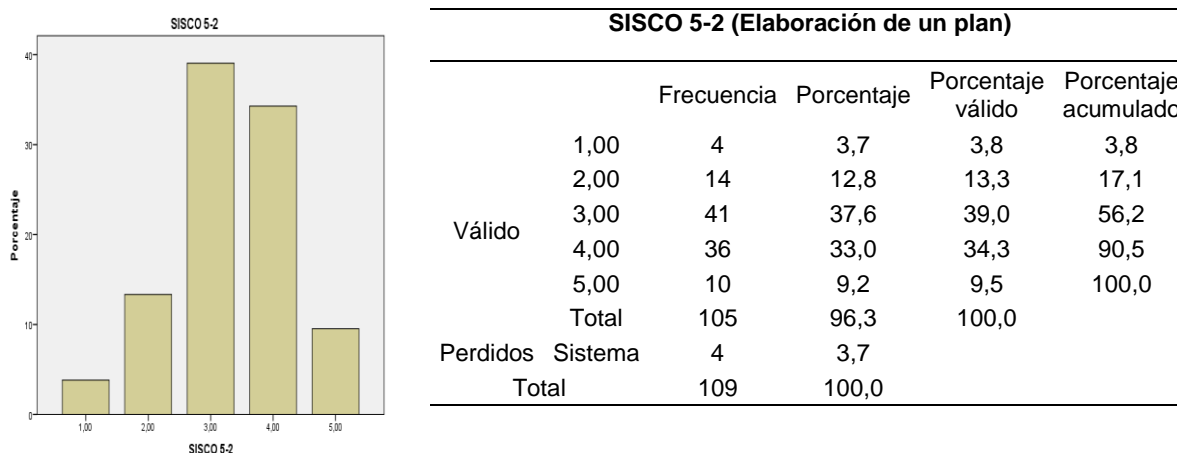 SISCO 5-2
40
30
20
10
0
Porcentaje
1,00 2,00 3,00 4,00 5,00
SISCO 5-2
SISCO 5-2 (Elaboración de un plan)
Frecuencia Porcentaje Porcentaje válido Porcentaje acumulado
Válido
1,00 4 3,7 3,8 3,8
2,00 14 12,8 13,3 17,1
3,00 41 37,6 39,0 56,2
4,00 36 33,0 34,3 90,5
5,00 10 9,2 9,5 100,0
Total 105 96,3 100,0
Perdidos Sistema 4 3,7
Total 109 100,0